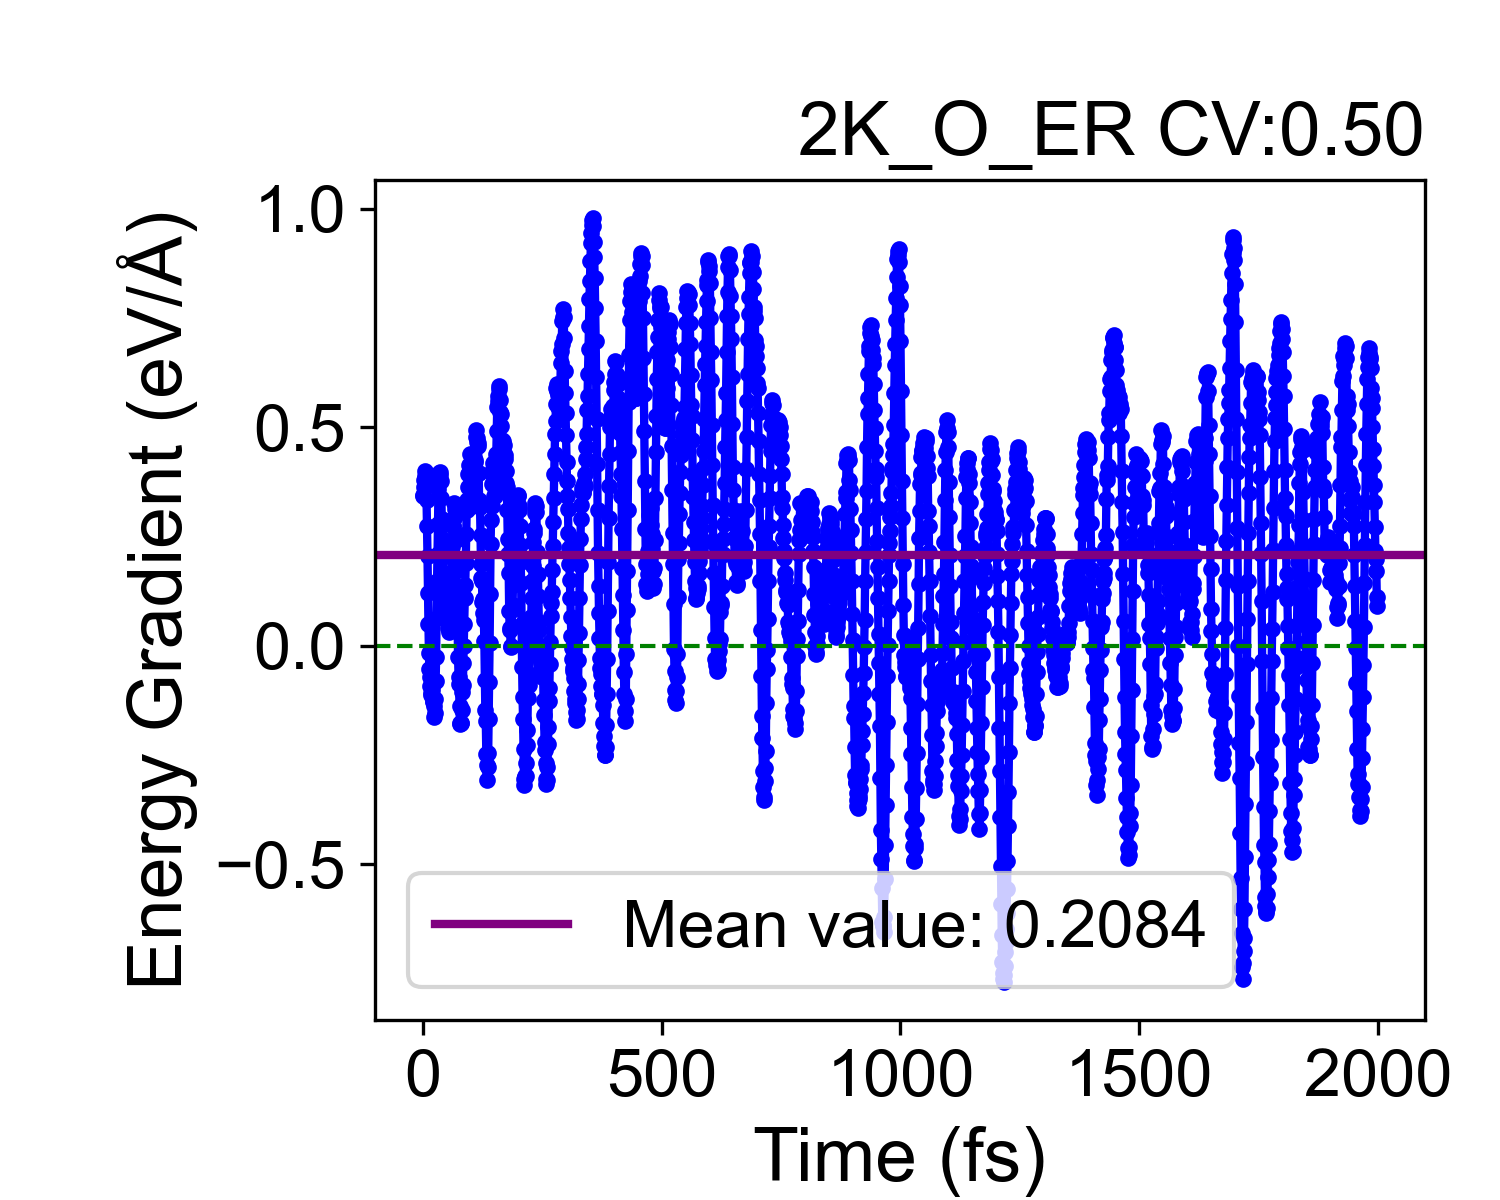 2K_O_ER CV:0.50
Energy Gradient (eV/Å)
1.0
0.5
0.0
−0.5
Mean value: 0.2084
0 500 1000 1500 2000
Time (fs)